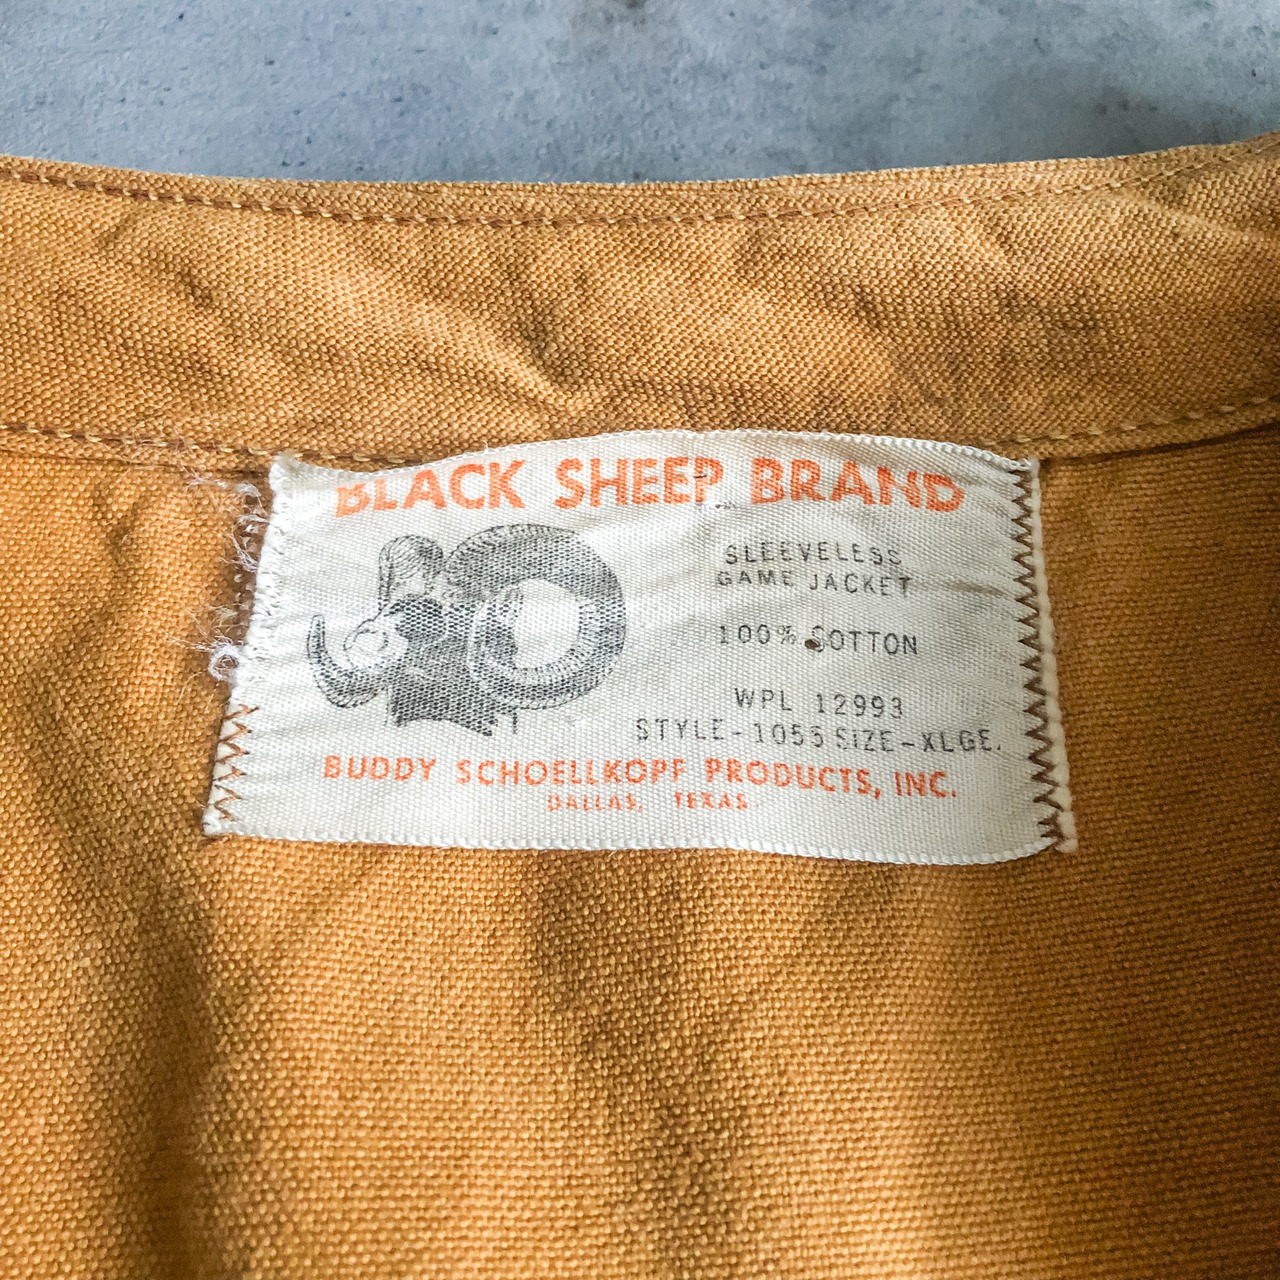 BLACK SHEEP BRAND
SLEEVELESS
GAME JACKET
100% COTTON
WPL 12993
STYLE-1055 SIZE-XLGE.
BUDDY SCHOELLKOPF PRODUCTS, INC.
DALLAS, TEXAS